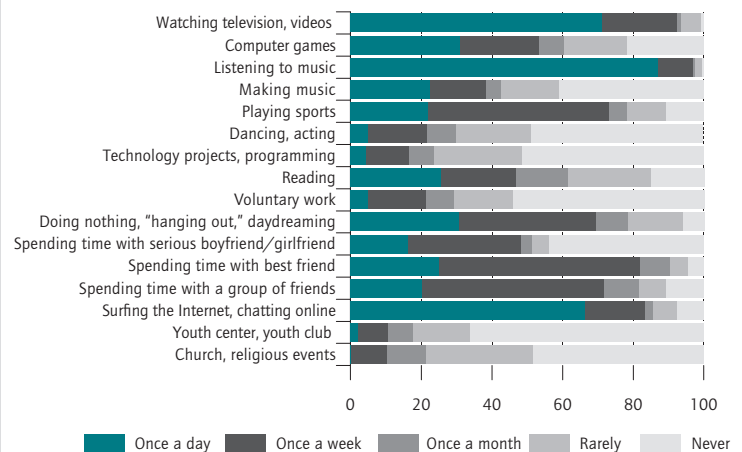 Watching television, videos
Computer games
Listening to music
Making music
Playing sports
Dancing, acting
Technology projects, programming
Reading
Voluntary work
Doing nothing, “hanging out,” daydreaming
Spending time with serious boyfriend/girlfriend
Spending time with best friend
Spending time with a group of friends
Surfing the Internet, chatting online
Youth center, youth club
Church, religious events
0 20 40 60 80 100
Once a day Once a week Once a month Rarely Never